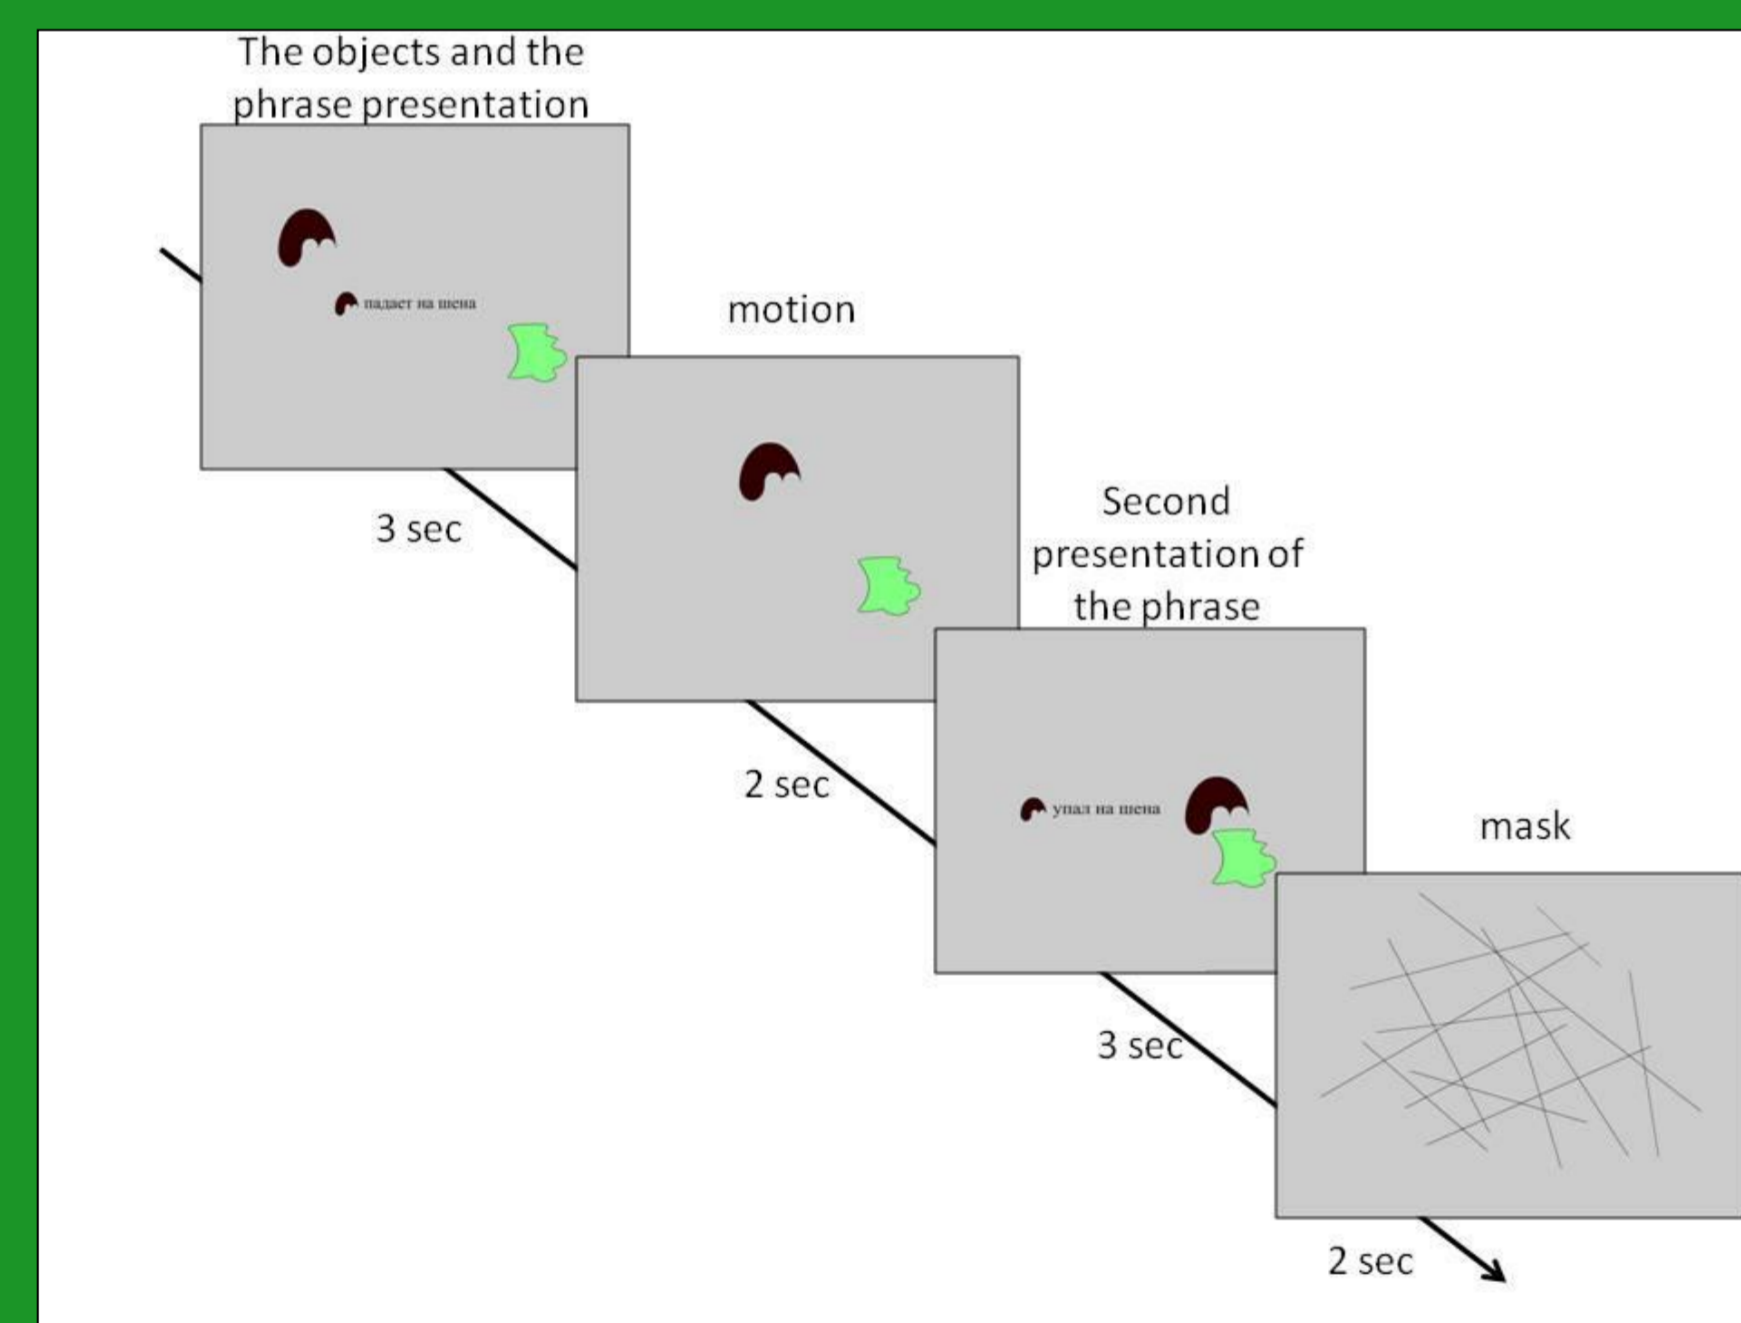 The objects and the
phrase presentation
падает на шена
3 sec
motion
2 sec
Second
presentation of
the phrase
упал на шена
3 sec
mask
2 sec